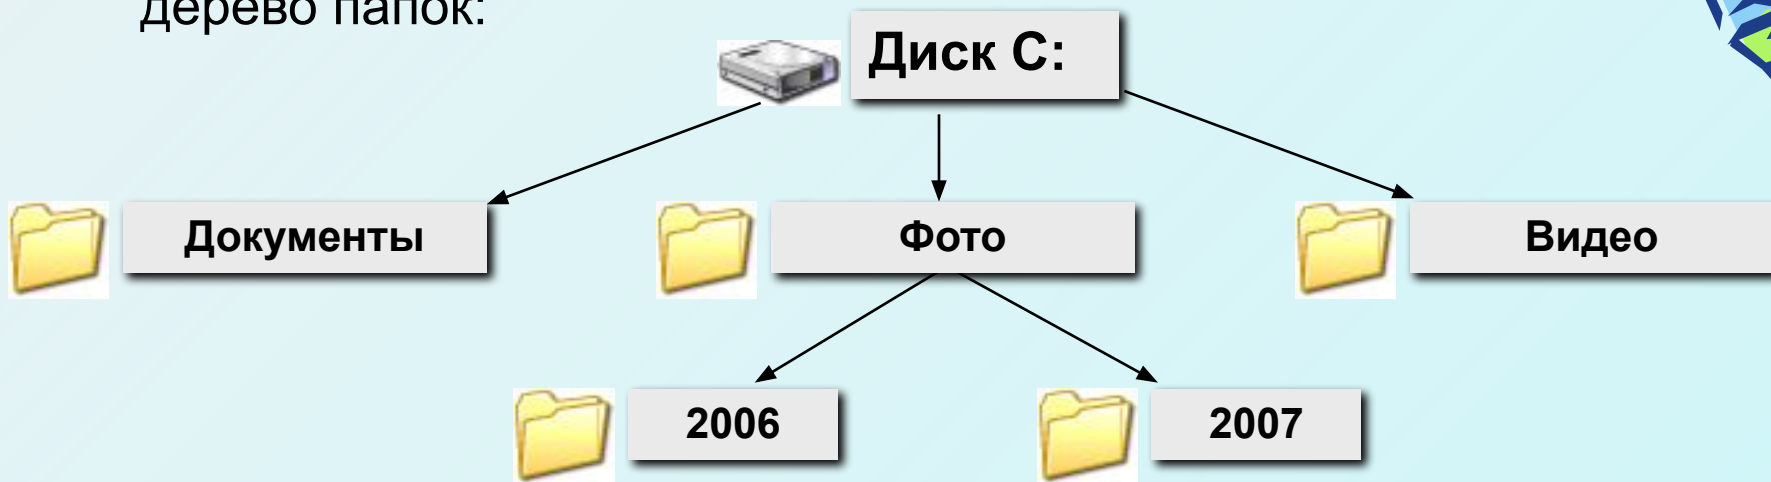 дерево папок:
Диск C:
Документы
Фото
Видео
2006
2007